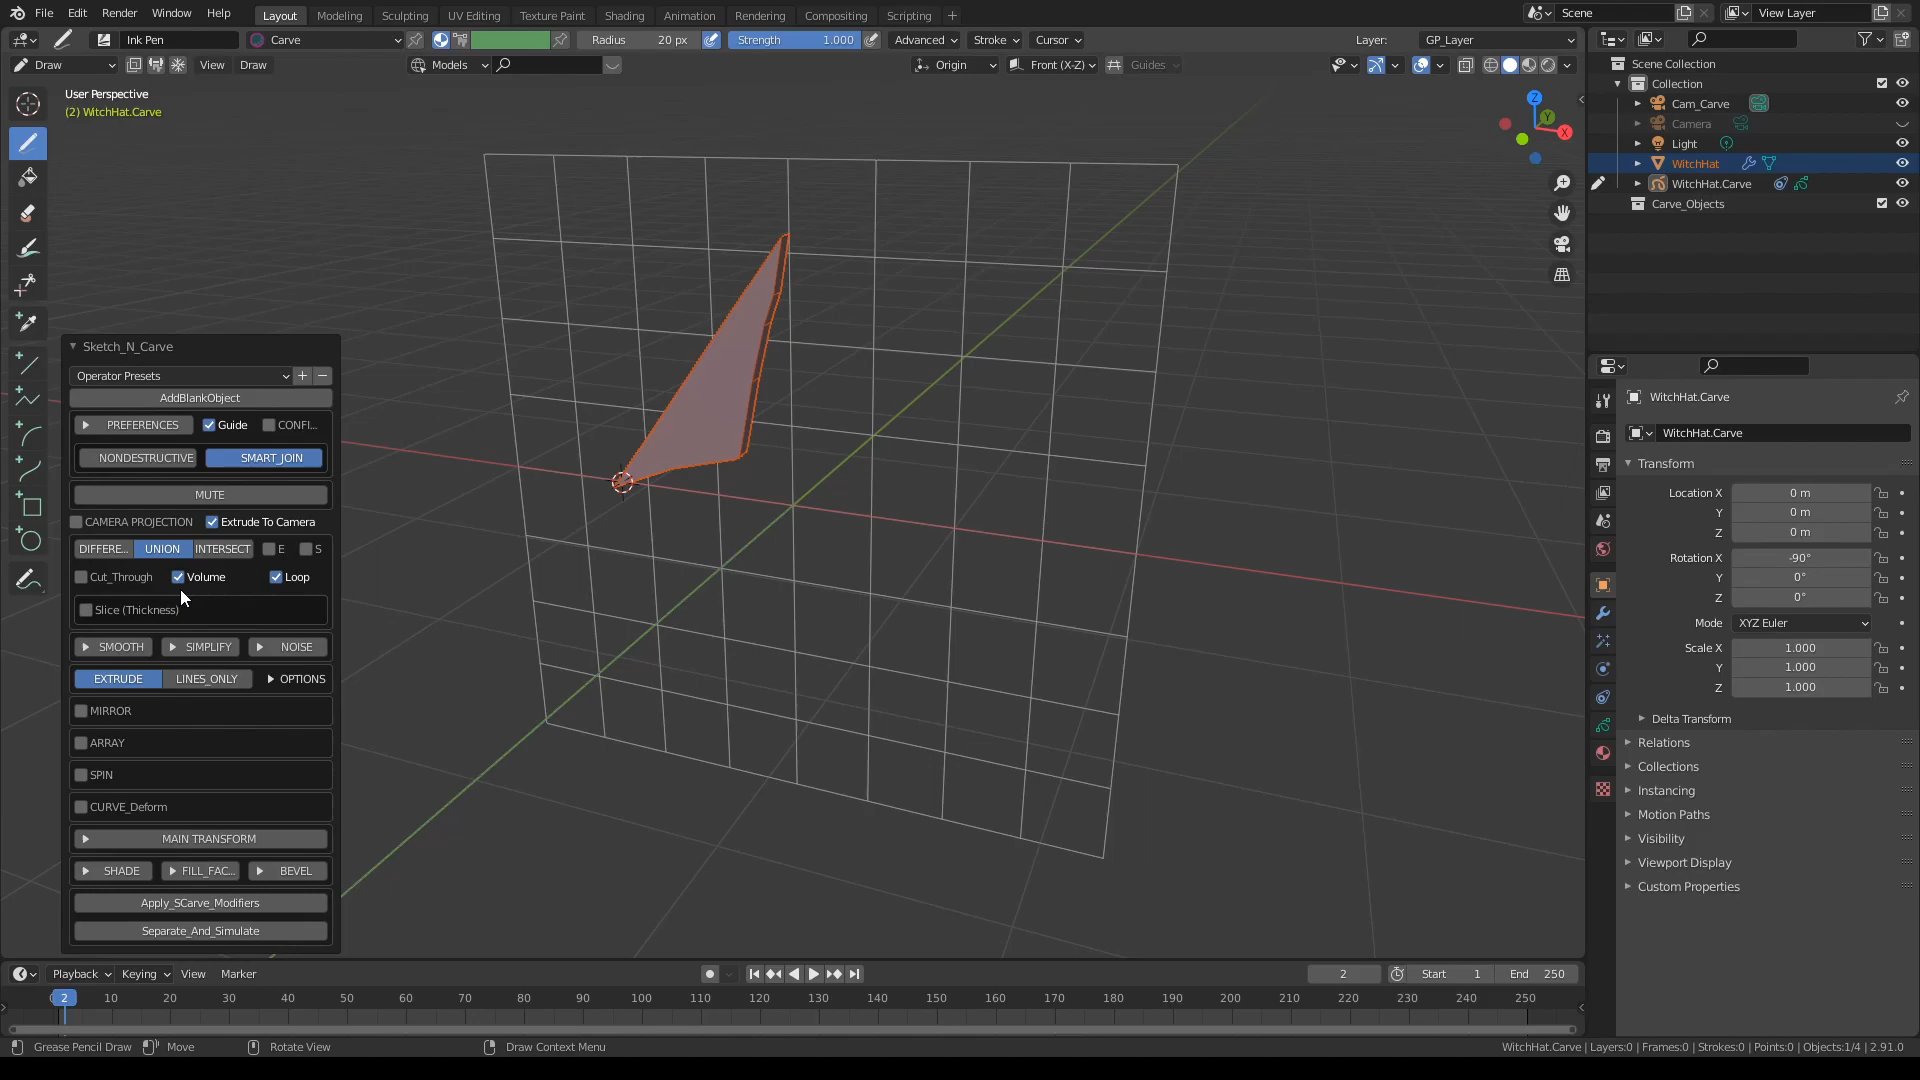 File Edit Render Window Help Layout Modeling Sculpting UV Editing Texture Paint Shading Animation Rendering Compositing Scripting + Scene View Layer
Ink Pen Carve Radius 20 px Strength 1.000 Advanced Stroke Cursor Layer: GP_Layer
Draw View Draw Models Origin Front (X-Z) Guides
User Perspective
(2) WitchHat.Carve
Z
Y
X
Scene Collection
Collection
Cam_Carve
Camera
Light
WitchHat
WitchHat.Carve
Carve_Objects
Sketch_N_Carve
Operator Presets + −
AddBlankObject
PREFERENCES Guide CONFI...
NONDESTRUCTIVE SMART_JOIN
MUTE
CAMERA PROJECTION Extrude To Camera
DIFFERE... UNION INTERSECT E S
Cut_Through Volume Loop
Slice (Thickness)
SMOOTH SIMPLIFY NOISE
EXTRUDE LINES_ONLY OPTIONS
MIRROR
ARRAY
SPIN
CURVE_Deform
MAIN TRANSFORM
SHADE FILL_FAC... BEVEL
Apply_SCarve_Modifiers
Separate_And_Simulate
WitchHat.Carve
WitchHat.Carve
Transform
Location X 0 m
Y 0 m
Z 0 m
Rotation X -90°
Y 0°
Z 0°
Mode XYZ Euler
Scale X 1.000
Y 1.000
Z 1.000
Delta Transform
Relations
Collections
Instancing
Motion Paths
Visibility
Viewport Display
Custom Properties
Playback Keying View Marker 2 Start 1 End 250
2 10 20 30 40 50 60 70 80 90 100 110 120 130 140 150 160 170 180 190 200 210 220 230 240 250
Grease Pencil Draw Move Rotate View Draw Context Menu WitchHat.Carve | Layers:0 | Frames:0 | Strokes:0 | Points:0 | Objects:1/4 | 2.91.0